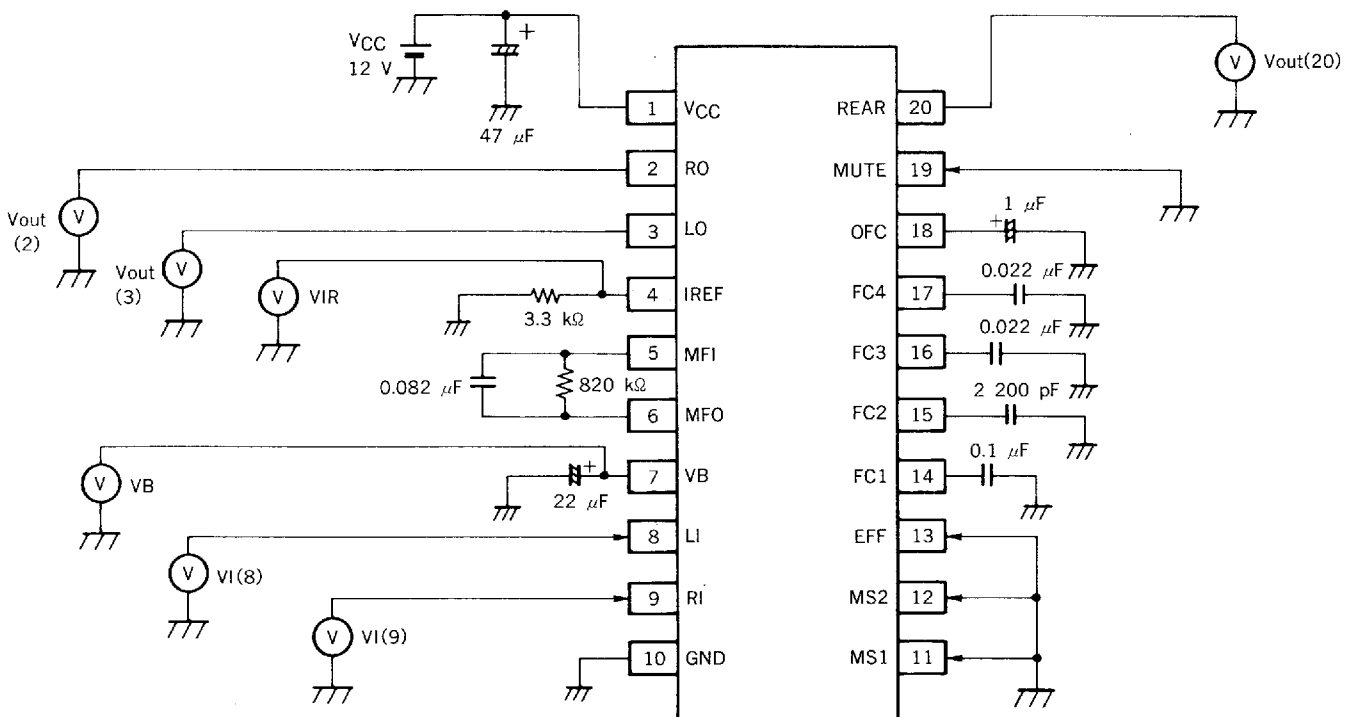 VCC
12 V
+
47 μF
1 VCC
REAR 20
V Vout(20)
2 RO
MUTE 19
Vout
(2)
V
1 μF
+
3 LO
OFC 18
Vout
(3)
V
V VIR
0.022 μF
4 IREF
FC4 17
3.3 kΩ
0.022 μF
5 MFI
FC3 16
0.082 μF
820 kΩ
2 200 pF
6 MFO
FC2 15
0.1 μF
V VB
+
22 μF
7 VB
FC1 14
8 LI
EFF 13
V VI(8)
9 RI
MS2 12
V VI(9)
10 GND
MS1 11